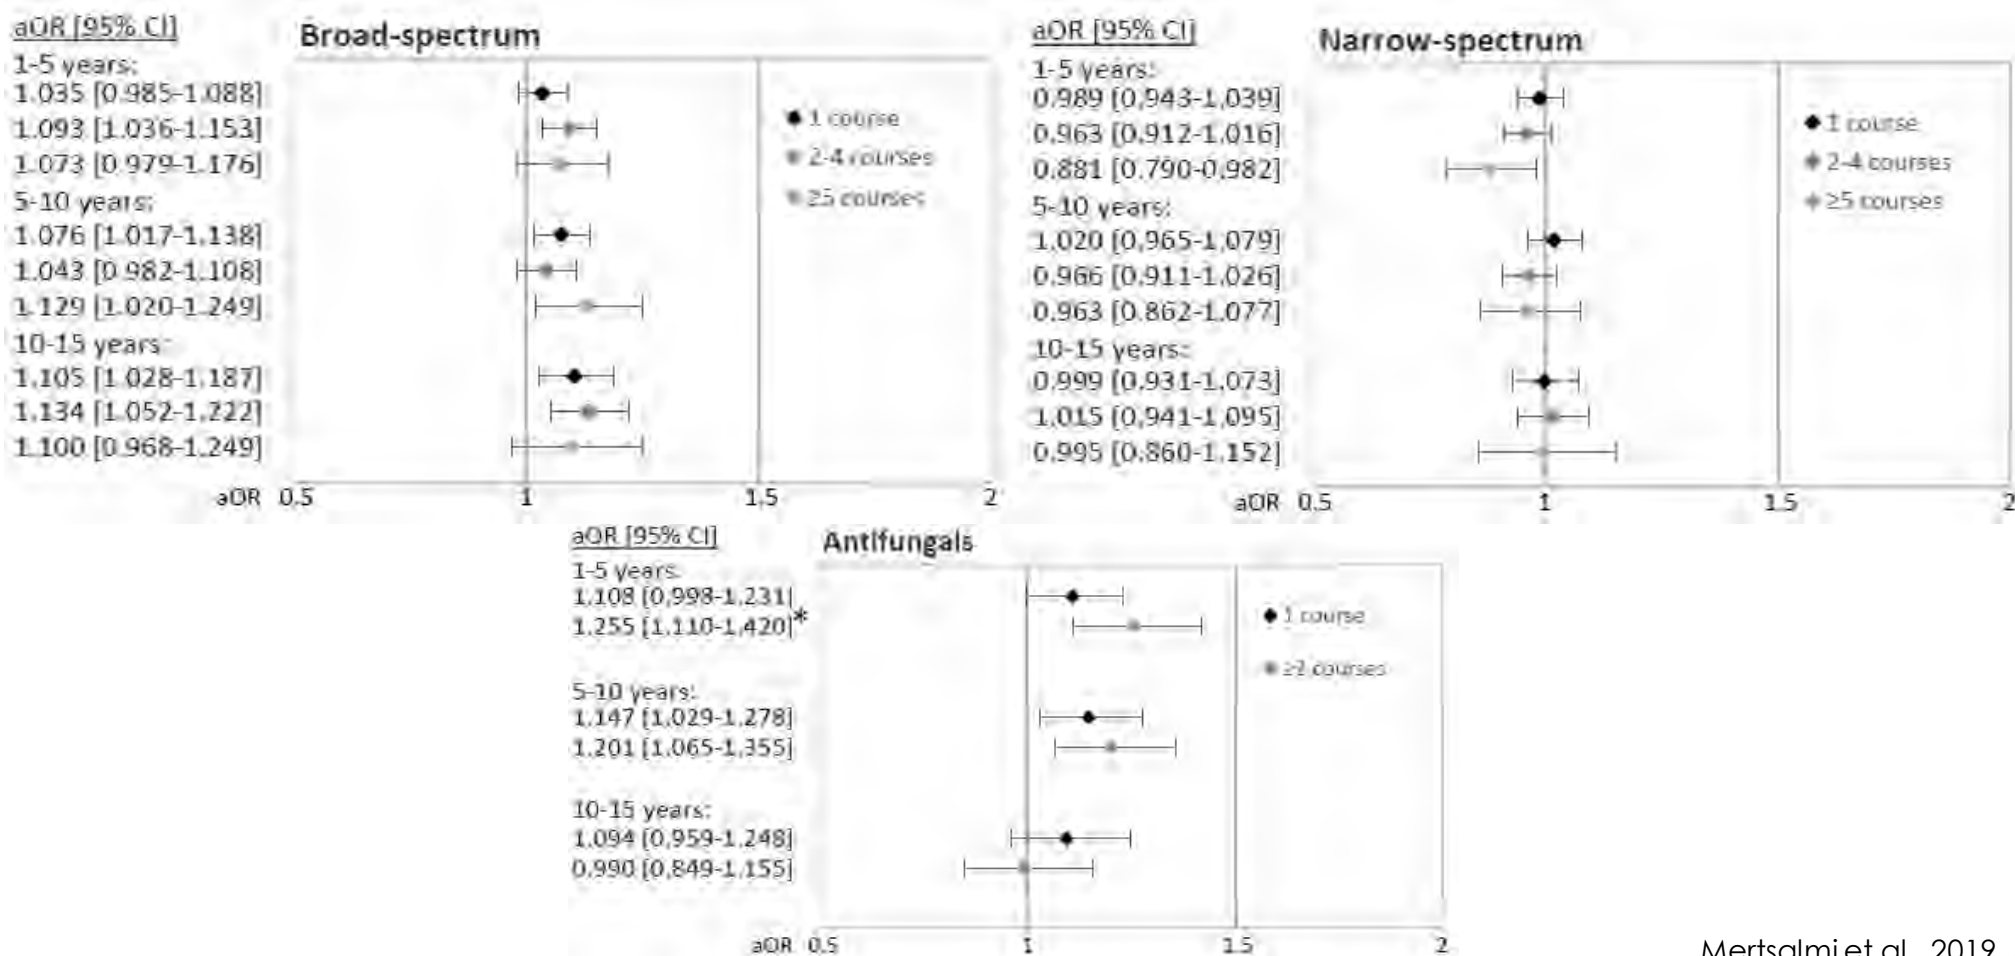 aOR [95% CI]
Broad-spectrum
1-5 years:
1.035 [0.985-1.088]
1.093 [1.036-1.153]
1.073 [0.979-1.176]
5-10 years:
1.076 [1.017-1.138]
1.043 [0.982-1.108]
1.129 [1.020-1.249]
10-15 years:
1.105 [1.028-1.187]
1.134 [1.052-1.222]
1.100 [0.968-1.249]
1 course
2-4 courses
≥5 courses
aOR 0.5 1 1.5 2
aOR [95% CI]
Narrow-spectrum
1-5 years:
0.989 [0.943-1.039]
0.963 [0.912-1.016]
0.881 [0.790-0.982]
5-10 years:
1.020 [0.965-1.079]
0.966 [0.911-1.026]
0.963 [0.862-1.077]
10-15 years:
0.999 [0.931-1.073]
1.015 [0.941-1.095]
0.995 [0.860-1.152]
1 course
2-4 courses
≥5 courses
aOR 0.5 1 1.5 2
aOR [95% CI]
Antifungals
1-5 years:
1.108 [0.998-1.231]
1.255 [1.110-1.420]*
5-10 years:
1.147 [1.029-1.278]
1.201 [1.065-1.355]
10-15 years:
1.094 [0.959-1.248]
0.990 [0.849-1.155]
1 course
≥2 courses
aOR 0.5 1 1.5 2
Mertsalmi et al., 2019